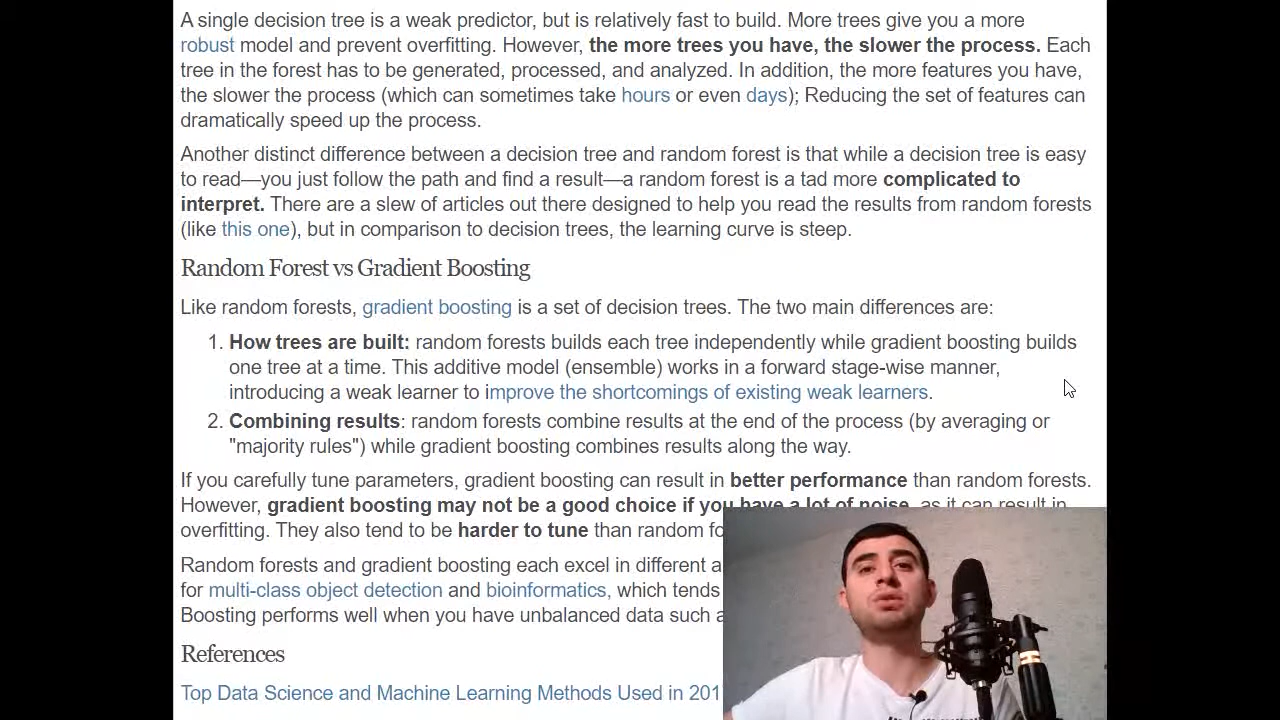 A single decision tree is a weak predictor, but is relatively fast to build. More trees give you a more
robust model and prevent overfitting. However, the more trees you have, the slower the process. Each
tree in the forest has to be generated, processed, and analyzed. In addition, the more features you have,
the slower the process (which can sometimes take hours or even days); Reducing the set of features can
dramatically speed up the process.
Another distinct difference between a decision tree and random forest is that while a decision tree is easy
to read—you just follow the path and find a result—a random forest is a tad more complicated to
interpret. There are a slew of articles out there designed to help you read the results from random forests
(like this one), but in comparison to decision trees, the learning curve is steep.
Random Forest vs Gradient Boosting
Like random forests, gradient boosting is a set of decision trees. The two main differences are:
1. How trees are built: random forests builds each tree independently while gradient boosting builds
one tree at a time. This additive model (ensemble) works in a forward stage-wise manner,
introducing a weak learner to improve the shortcomings of existing weak learners.
2. Combining results: random forests combine results at the end of the process (by averaging or
"majority rules") while gradient boosting combines results along the way.
If you carefully tune parameters, gradient boosting can result in better performance than random forests.
However, gradient boosting may not be a good choice if you have a lot of noise, as it can result in
overfitting. They also tend to be harder to tune than random fo
Random forests and gradient boosting each excel in different a
for multi-class object detection and bioinformatics, which tends
Boosting performs well when you have unbalanced data such a
References
Top Data Science and Machine Learning Methods Used in 201